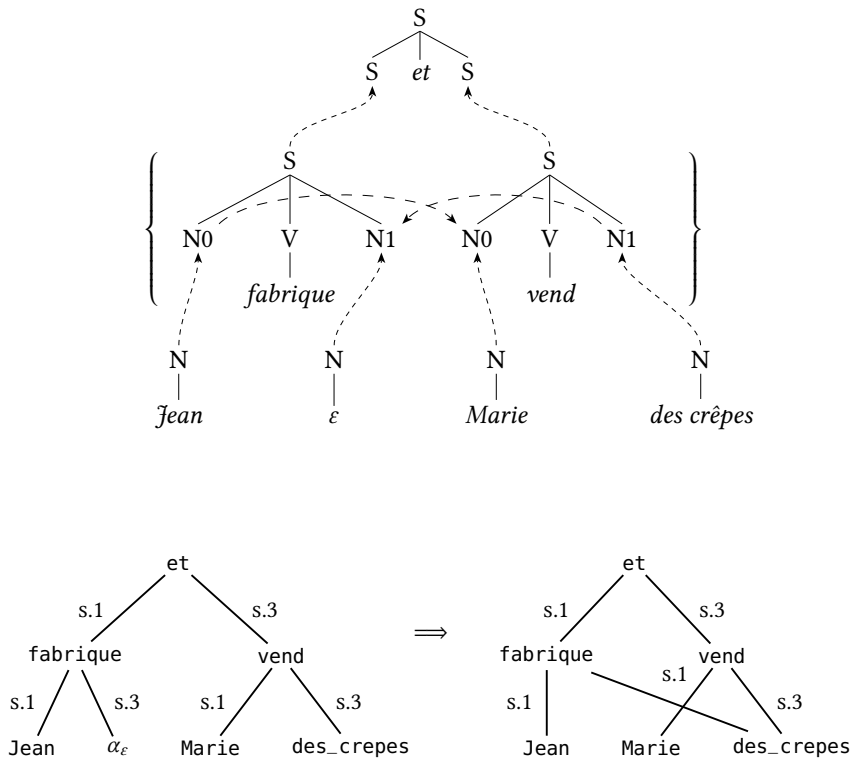 S
S et S
S S
N0 V N1 N0 V N1
fabrique vend
N N N N
Jean ε Marie des crêpes
et et
s.1 s.3 ⟹ s.1 s.3
fabrique vend fabrique vend
s.1 s.3 s.1 s.3 s.1 s.1 s.3
Jean αε Marie des_crepes Jean Marie des_crepes